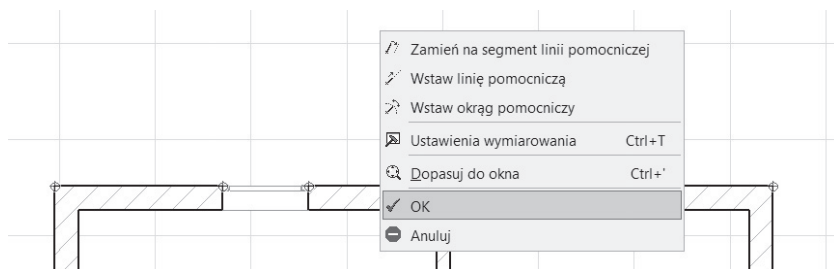 Zamień na segment linii pomocniczej
Wstaw linię pomocniczą
Wstaw okrąg pomocniczy
Ustawienia wymiarowania Ctrl+T
Dopasuj do okna Ctrl+'
OK
Anuluj